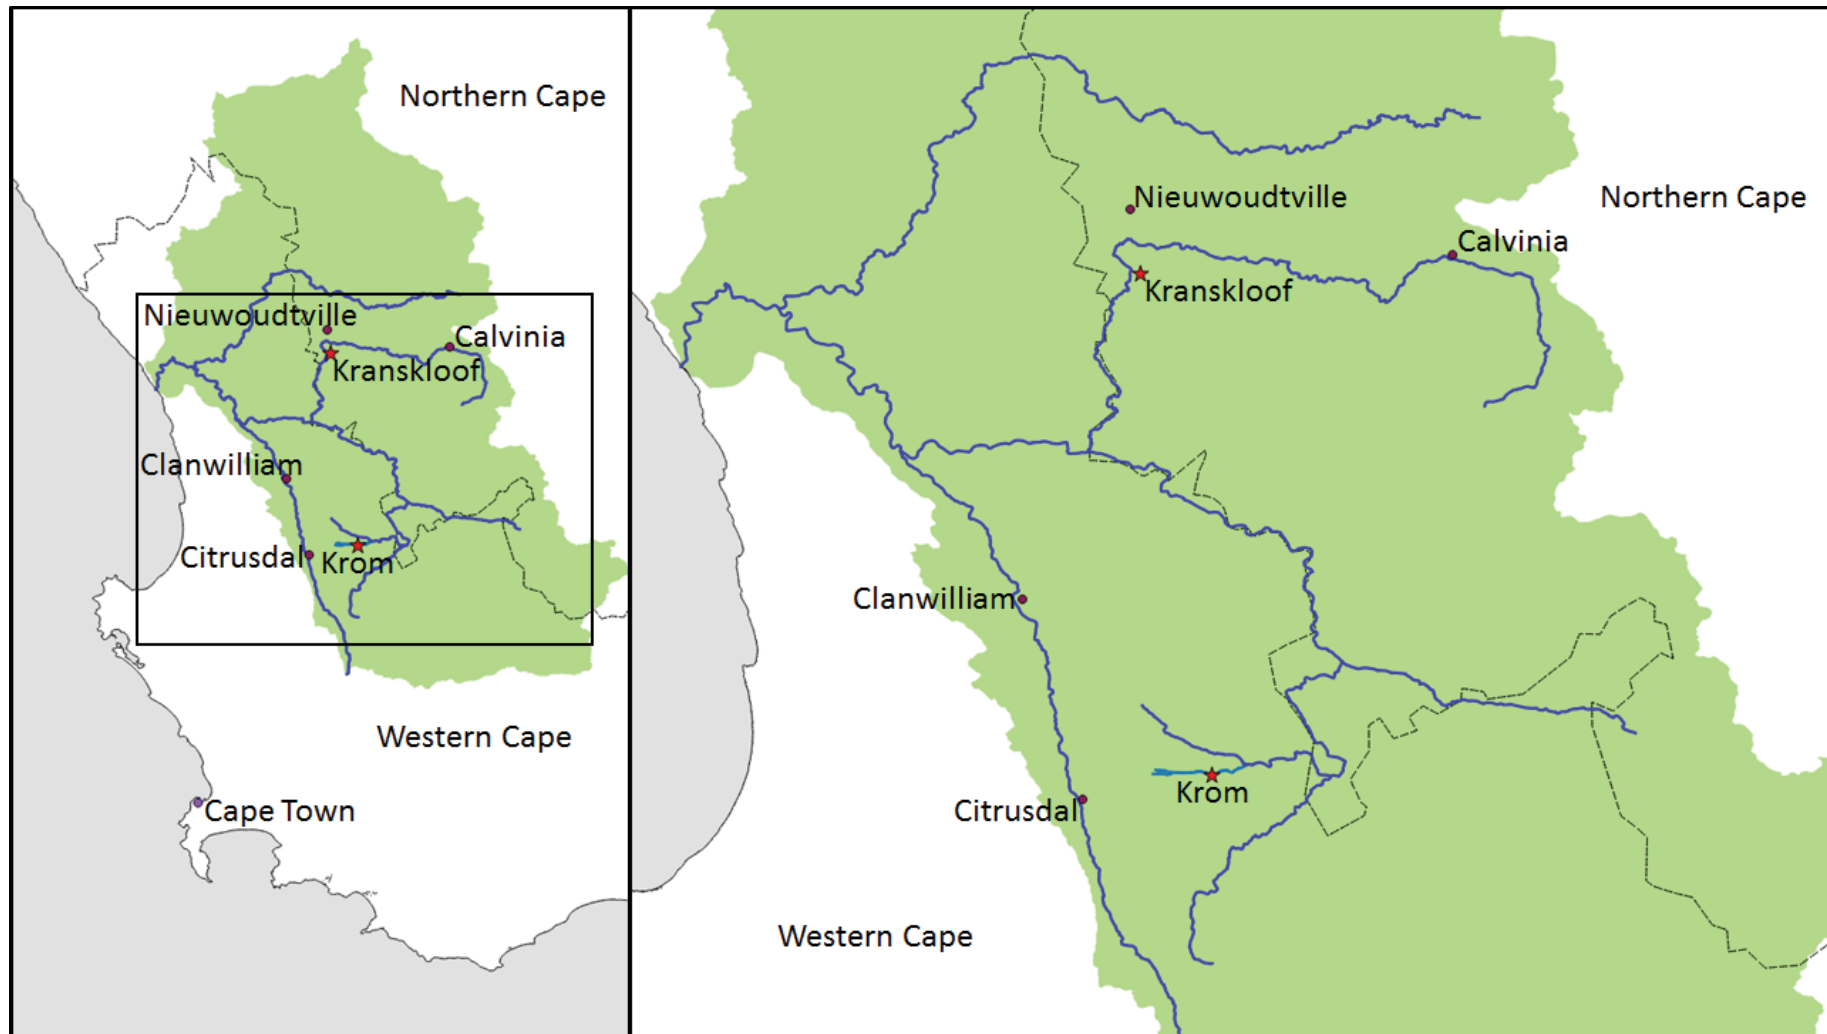 Northern Cape
Nieuwoudtville
Calvinia
Kranskloof
Clanwilliam
Citrusdal
Krom
Western Cape
Cape Town
Nieuwoudtville
Northern Cape
Calvinia
Kranskloof
Clanwilliam
Krom
Citrusdal
Western Cape